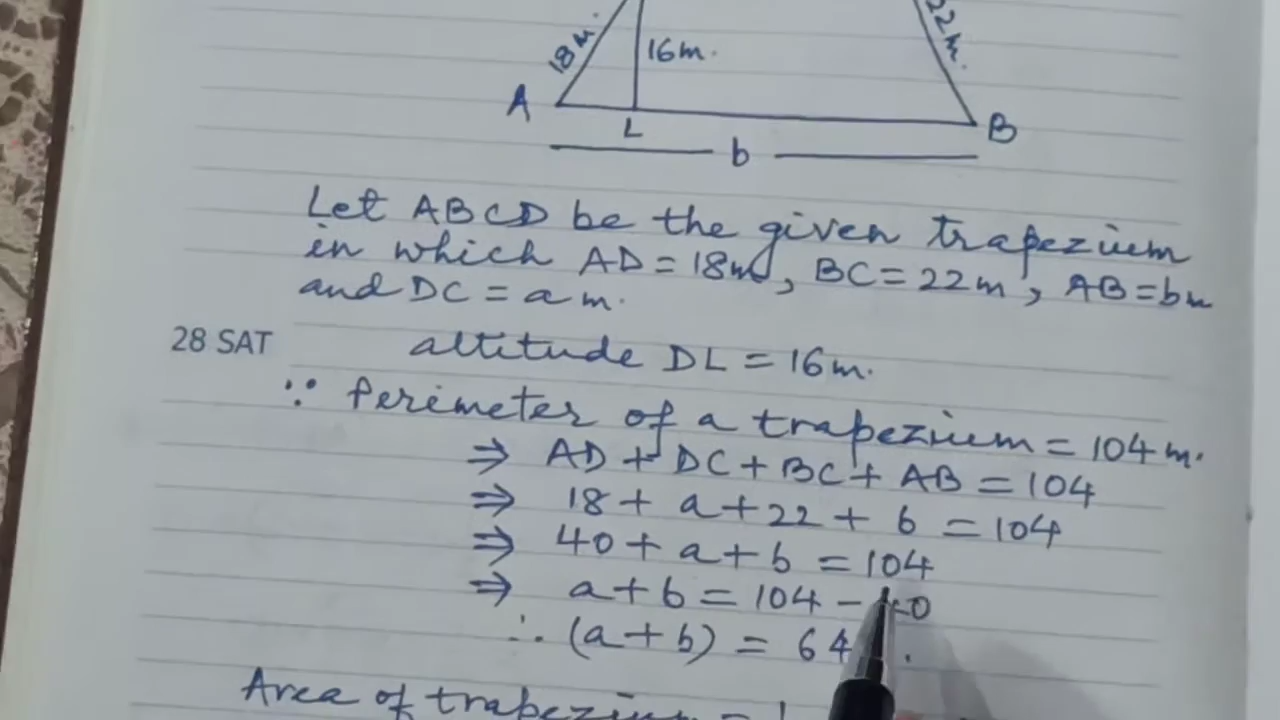 18m.
16m.
22m.
A
L
B
b
Let ABCD be the given trapezium
in which AD = 18m, BC = 22m, AB = bm
and DC = a m.
28 SAT
altitude DL = 16m.
∵ Perimeter of a trapezium = 104 m.
⇒ AD + DC + BC + AB = 104
⇒ 18 + a + 22 + b = 104
⇒ 40 + a + b = 104
⇒ a + b = 104 - 40
∴ (a + b) = 64
Area of trapezium =